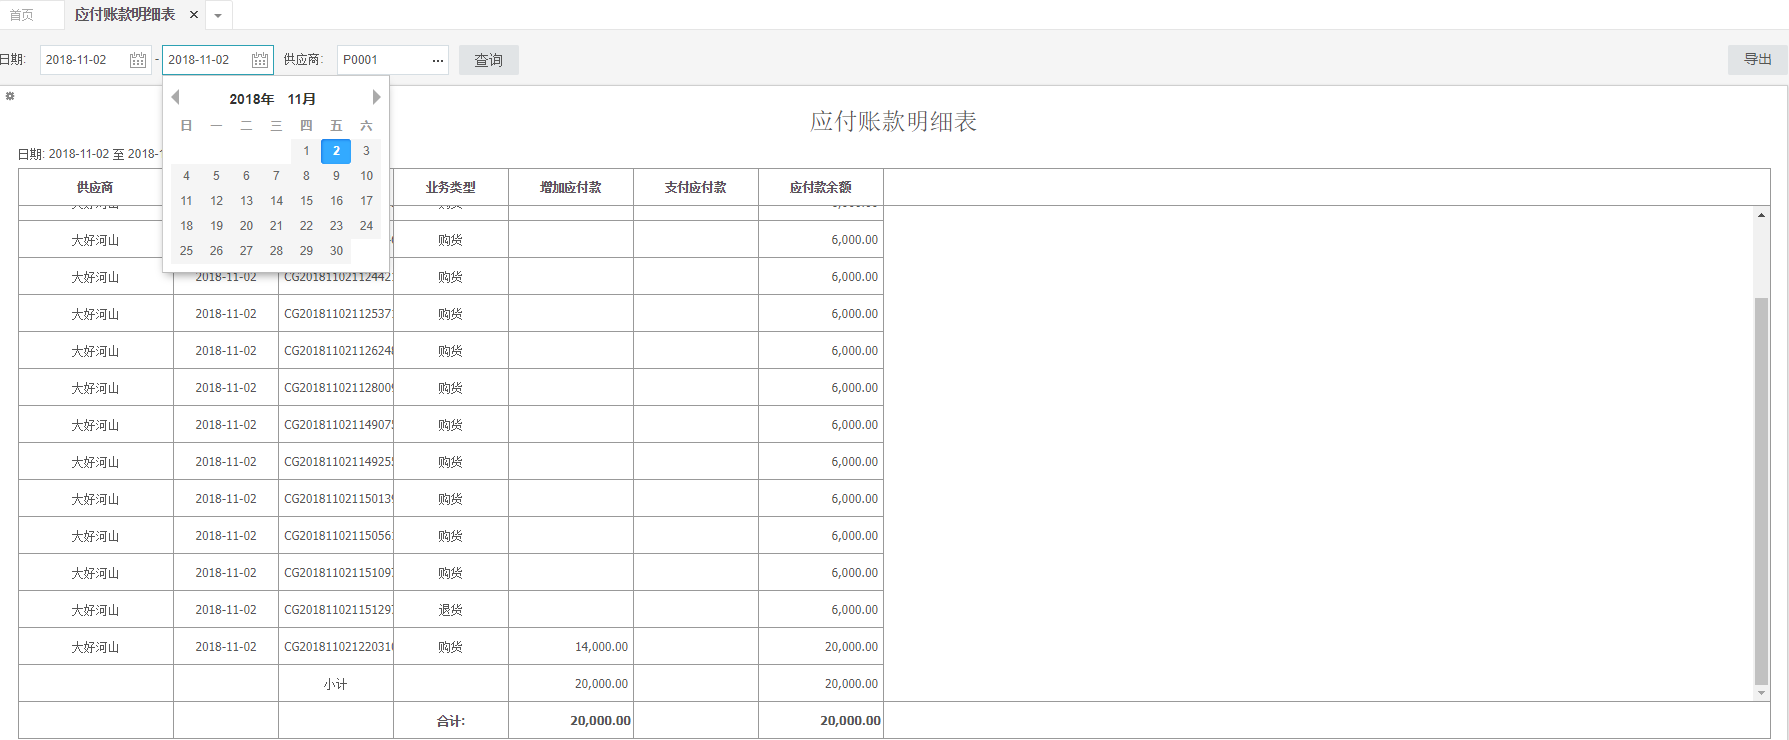 首页 应付账款明细表 ×
日期: 2018-11-02 - 2018-11-02 供应商: P0001 ... 查询 导出
2018年 11月
日 一 二 三 四 五 六
1 2 3
4 5 6 7 8 9 10
11 12 13 14 15 16 17
18 19 20 21 22 23 24
25 26 27 28 29 30
应付账款明细表
日期: 2018-11-02 至 2018-1
供应商 业务类型 增加应付款 支付应付款 应付款余额
大好河山 购货 6,000.00
大好河山 购货 6,000.00
大好河山 2018-11-02 CG20181102112442 购货 6,000.00
大好河山 2018-11-02 CG20181102112537 购货 6,000.00
大好河山 2018-11-02 CG20181102112624 购货 6,000.00
大好河山 2018-11-02 CG20181102112800 购货 6,000.00
大好河山 2018-11-02 CG20181102114907 购货 6,000.00
大好河山 2018-11-02 CG20181102114925 购货 6,000.00
大好河山 2018-11-02 CG20181102115013 购货 6,000.00
大好河山 2018-11-02 CG20181102115056 购货 6,000.00
大好河山 2018-11-02 CG20181102115109 购货 6,000.00
大好河山 2018-11-02 CG20181102115129 退货 6,000.00
大好河山 2018-11-02 CG20181102122031 购货 14,000.00 20,000.00
小计 20,000.00 20,000.00
合计: 20,000.00 20,000.00